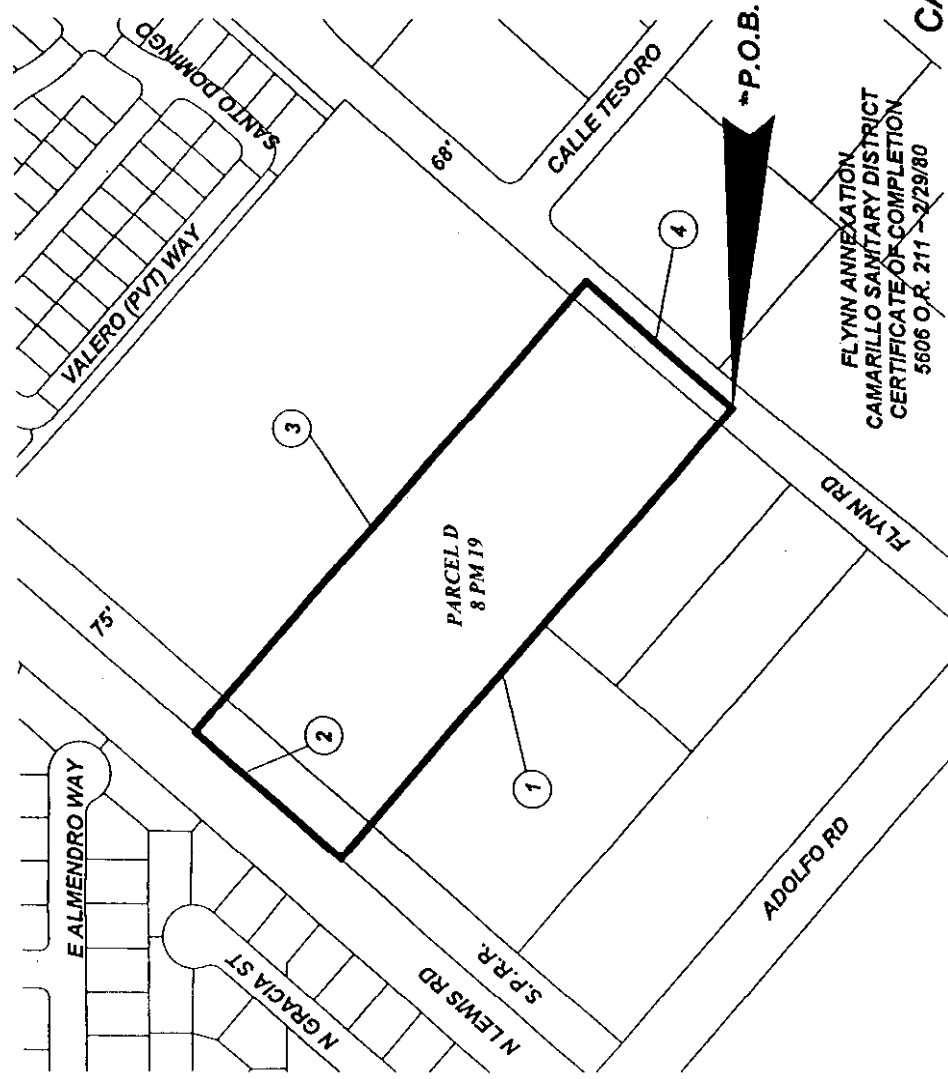 SANTO DOMINGO
VALERO (PVT) WAY
68'
CALLE TESORO
*P.O.B.
CA
75'
3
4
E ALMENDRO WAY
2
PARCEL D
8 PM 19
1
N GRACIA ST
N LEWIS RD
S.P.R.R.
ADOLFO RD
FLYNN RD
FLYNN ANNEXATION
CAMARILLO SANITARY DISTRICT
CERTIFICATE OF COMPLETION
5606 O.R. 211 - 2/29/80